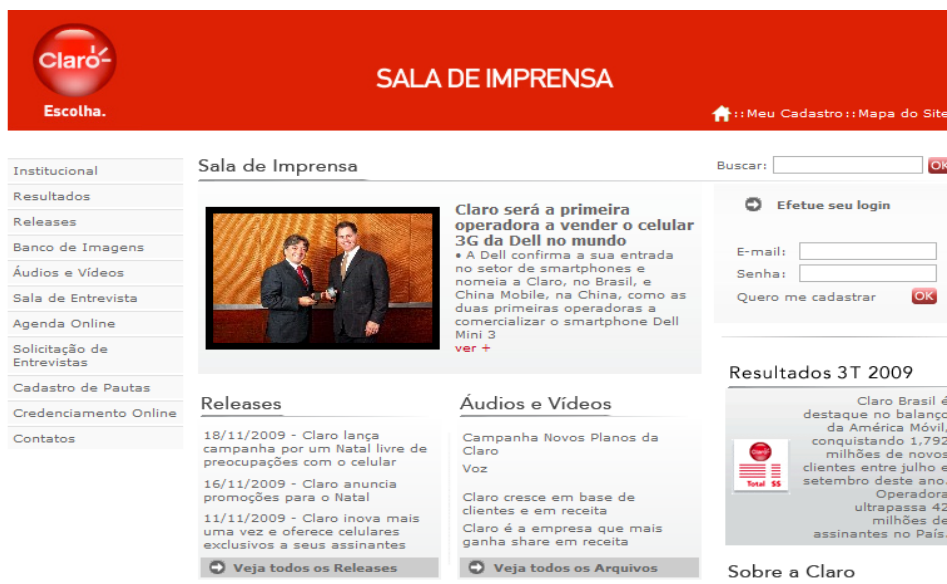 Claro-
Escolha.
SALA DE IMPRENSA
::Meu Cadastro::Mapa do Site
Institucional
Resultados
Releases
Banco de Imagens
Áudios e Vídeos
Sala de Entrevista
Agenda Online
Solicitação de
Entrevistas
Cadastro de Pautas
Credenciamento Online
Contatos
Sala de Imprensa
Claro será a primeira
operadora a vender o celular
3G da Dell no mundo
• A Dell confirma a sua entrada
no setor de smartphones e
nomeia a Claro, no Brasil, e
China Mobile, na China, como as
duas primeiras operadoras a
comercializar o smartphone Dell
Mini 3
ver +
Releases
18/11/2009 - Claro lança
campanha por um Natal livre de
preocupações com o celular
16/11/2009 - Claro anuncia
promoções para o Natal
11/11/2009 - Claro inova mais
uma vez e oferece celulares
exclusivos a seus assinantes
Veja todos os Releases
Áudios e Vídeos
Campanha Novos Planos da
Claro
Voz
Claro cresce em base de
clientes e em receita
Claro é a empresa que mais
ganha share em receita
Veja todos os Arquivos
Buscar: OK
Efetue seu login
E-mail:
Senha:
Quero me cadastrar OK
Resultados 3T 2009
Claro Brasil é
destaque no balanço
da América Móvil,
conquistando 1,792
milhões de novos
clientes entre julho e
setembro deste ano.
Operadora
ultrapassa 42
milhões de
assinantes no País.
Claro
Total $$
Sobre a Claro